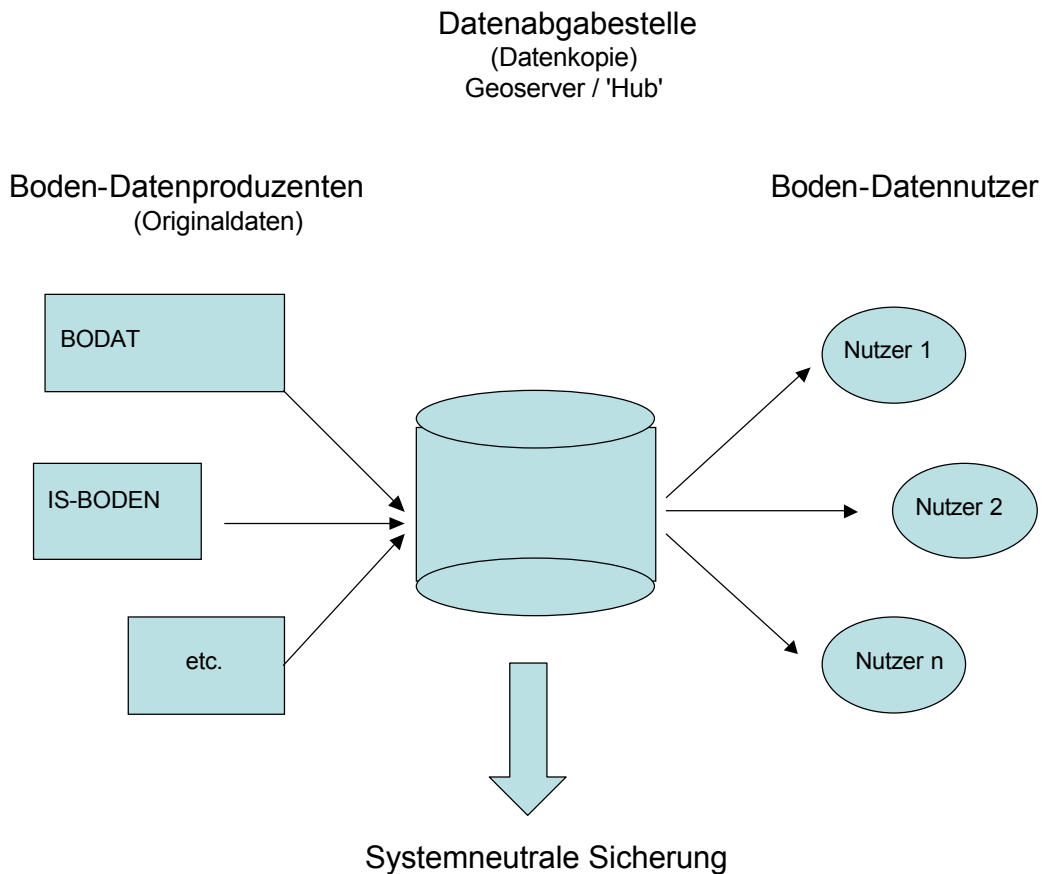 Datenabgabestelle
(Datenkopie)
Geoserver / 'Hub'
Boden-Datenproduzenten
(Originaldaten)
Boden-Datennutzer
BODAT
Nutzer 1
IS-BODEN
Nutzer 2
etc.
Nutzer n
Systemneutrale Sicherung